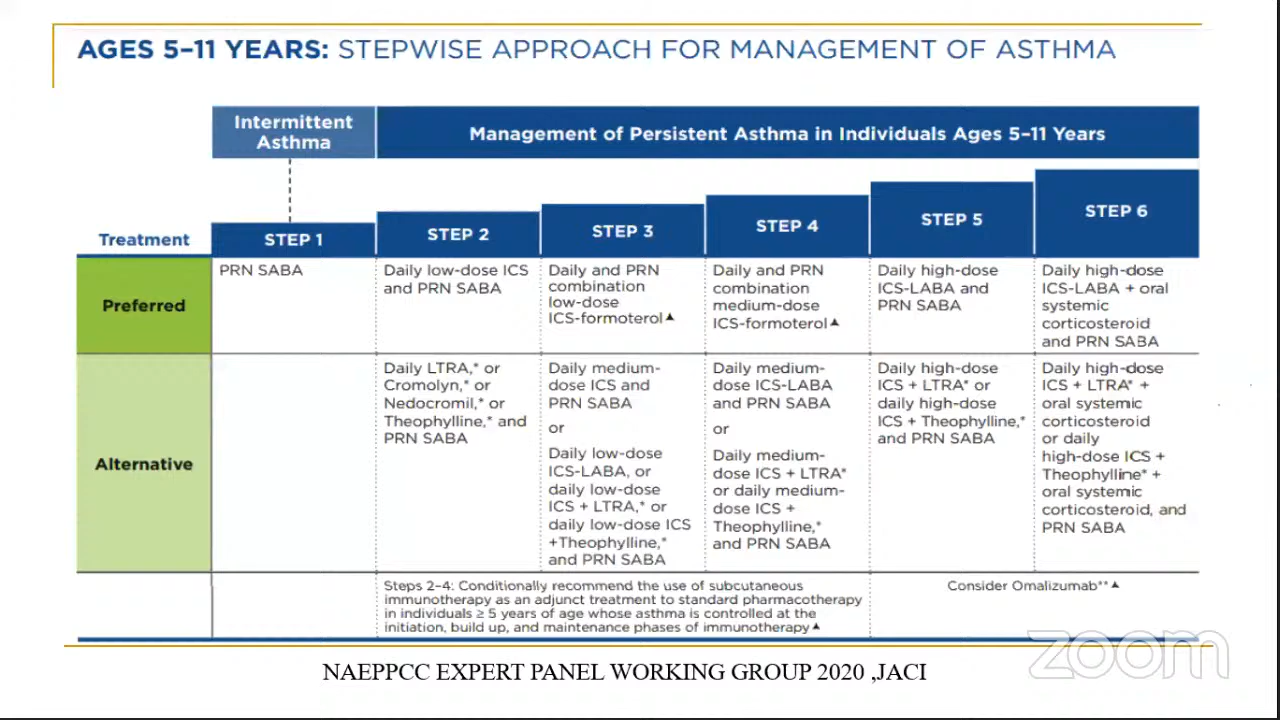 AGES 5–11 YEARS: STEPWISE APPROACH FOR MANAGEMENT OF ASTHMA
Intermittent
Asthma
Management of Persistent Asthma in Individuals Ages 5–11 Years
Treatment
STEP 1
STEP 2
STEP 3
STEP 4
STEP 5
STEP 6
Preferred
PRN SABA
Daily low-dose ICS
and PRN SABA
Daily and PRN
combination
low-dose
ICS-formoterol▲
Daily and PRN
combination
medium-dose
ICS-formoterol▲
Daily high-dose
ICS-LABA and
PRN SABA
Daily high-dose
ICS-LABA + oral
systemic
corticosteroid
and PRN SABA
Alternative
Daily LTRA,* or
Cromolyn,* or
Nedocromil,* or
Theophylline,* and
PRN SABA
Daily medium-
dose ICS and
PRN SABA
or
Daily low-dose
ICS-LABA, or
daily low-dose
ICS + LTRA,* or
daily low-dose ICS
+Theophylline,*
and PRN SABA
Daily medium-
dose ICS-LABA
and PRN SABA
or
Daily medium-
dose ICS + LTRA*
or daily medium-
dose ICS +
Theophylline,*
and PRN SABA
Daily high-dose
ICS + LTRA* or
daily high-dose
ICS + Theophylline,*
and PRN SABA
Daily high-dose
ICS + LTRA* +
oral systemic
corticosteroid
or daily
high-dose ICS +
Theophylline* +
oral systemic
corticosteroid, and
PRN SABA
Steps 2–4: Conditionally recommend the use of subcutaneous
immunotherapy as an adjunct treatment to standard pharmacotherapy
in individuals ≥ 5 years of age whose asthma is controlled at the
initiation, build up, and maintenance phases of immunotherapy▲
Consider Omalizumab**▲
zoom
NAEPPCC EXPERT PANEL WORKING GROUP 2020 ,JACI